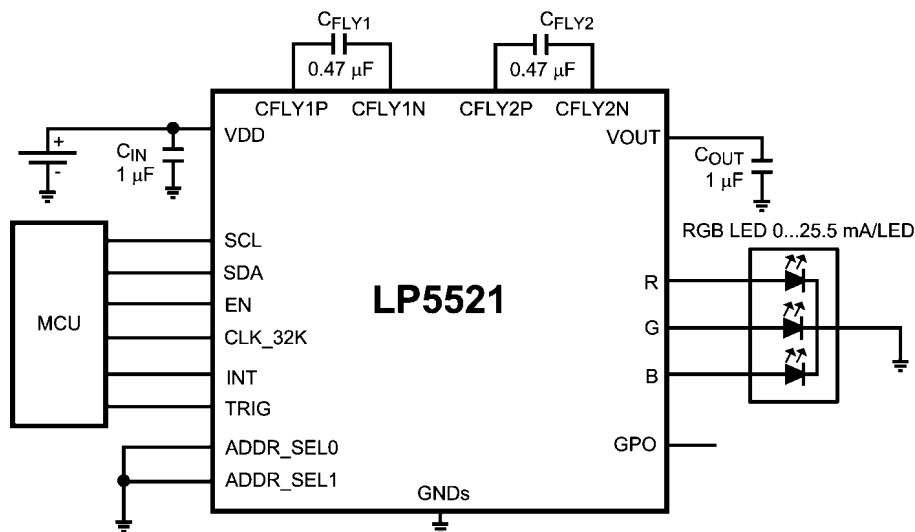 CFLY1
0.47 µF
CFLY2
0.47 µF
CFLY1P
CFLY1N
CFLY2P
CFLY2N
VDD
VOUT
+
-
CIN
1 µF
COUT
1 µF
MCU
SCL
SDA
EN
CLK_32K
INT
TRIG
ADDR_SEL0
ADDR_SEL1
LP5521
RGB LED 0...25.5 mA/LED
R
G
B
GPO
GNDs